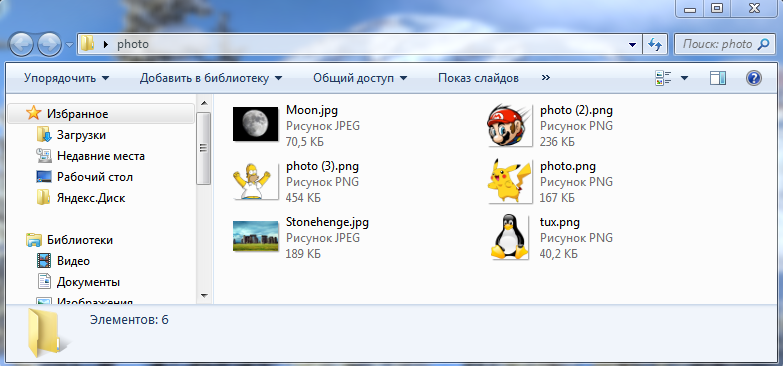 photo
Поиск: photo
Упорядочить
Добавить в библиотеку
Общий доступ
Показ слайдов
»
Избранное
Загрузки
Недавние места
Рабочий стол
Яндекс.Диск
Библиотеки
Видео
Документы
Изображения
Moon.jpg
Рисунок JPEG
70,5 КБ
photo (2).png
Рисунок PNG
236 КБ
photo (3).png
Рисунок PNG
454 КБ
photo.png
Рисунок PNG
167 КБ
Stonehenge.jpg
Рисунок JPEG
189 КБ
tux.png
Рисунок PNG
40,2 КБ
Элементов: 6